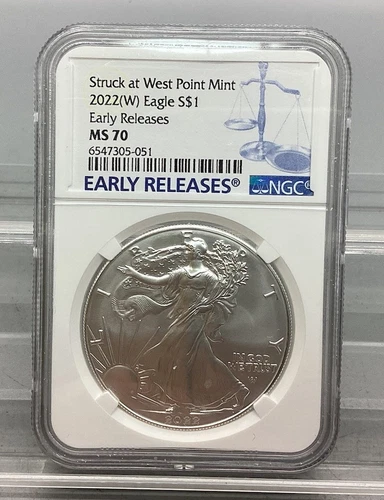 Struck at West Point Mint
2022(W) Eagle S$1
Early Releases
MS 70
6547305-051
EARLY RELEASES® NGC
LIBERTY
IN GOD
WE TRUST
2022